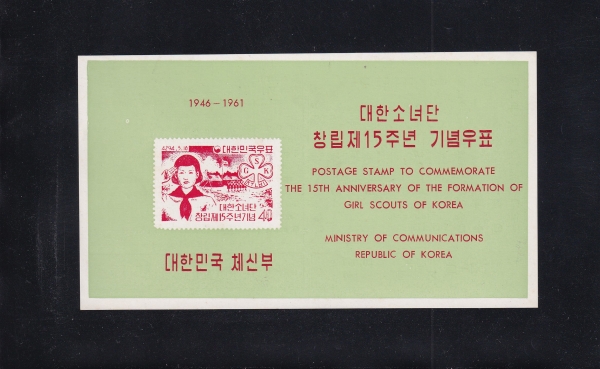 1946 – 1961
대한소녀단
창립제15주년 기념우표
POSTAGE STAMP TO COMMEMORATE
THE 15TH ANNIVERSARY OF THE FORMATION OF
GIRL SCOUTS OF KOREA
MINISTRY OF COMMUNICATIONS
REPUBLIC OF KOREA
4294.5.10
대한민국우표
G S K
대한소녀단
창립제15주년기념
40
대한민국 체신부